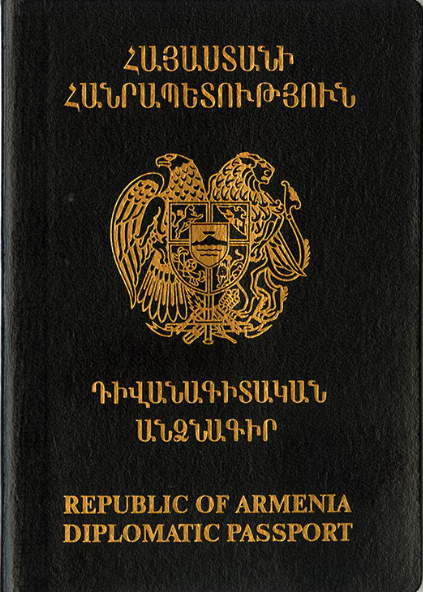 ՀԱՅԱՍՏԱՆԻ
ՀԱՆՐԱՊԵՏՈՒԹՅՈՒՆ
ԴԻՎԱՆԱԳԻՏԱԿԱՆ
ԱՆՁՆԱԳԻՐ
REPUBLIC OF ARMENIA
DIPLOMATIC PASSPORT